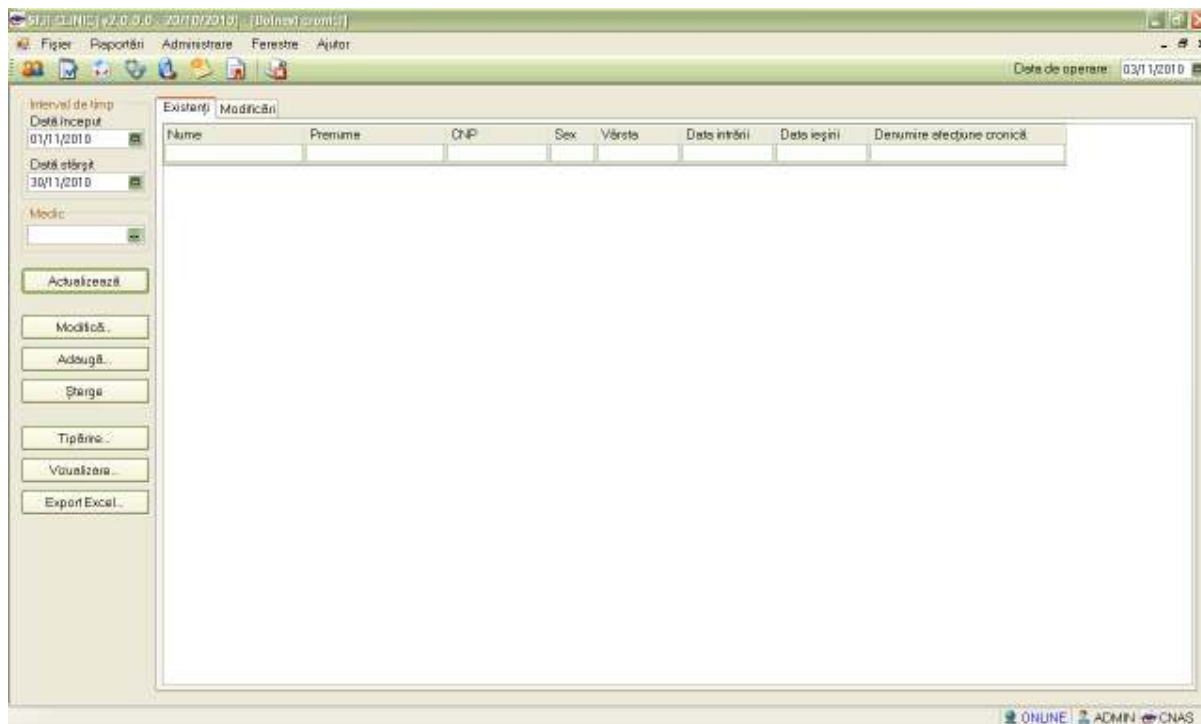 [v2.0.0.0 - 20/10/2010] - [Bolnavi cronici]
Fișier Raportări Administrare Ferestre Ajutor
Data de operare: 03/11/2010
Interval de timp
Dată început
01/11/2010
Dată sfârșit
30/11/2010
Medic
...
Actualizează
Modifică...
Adaugă...
Șterge
Tipărire...
Vizualizare...
Export Excel...
Existenți Modificări
Nume Prenume CNP Sex Vârsta Data intrării Data ieșirii Denumire afecțiune cronică
ONLINE ADMIN CNAS